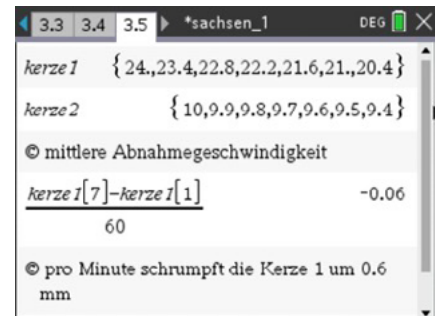 3.3 3.4 3.5 *sachsen_1 DEG
kerze1 {24.,23.4,22.8,22.2,21.6,21.,20.4}
kerze2 {10,9.9,9.8,9.7,9.6,9.5,9.4}
© mittlere Abnahmegeschwindigkeit
kerze1[7]-kerze1[1] -0.06
60
© pro Minute schrumpft die Kerze 1 um 0.6
mm